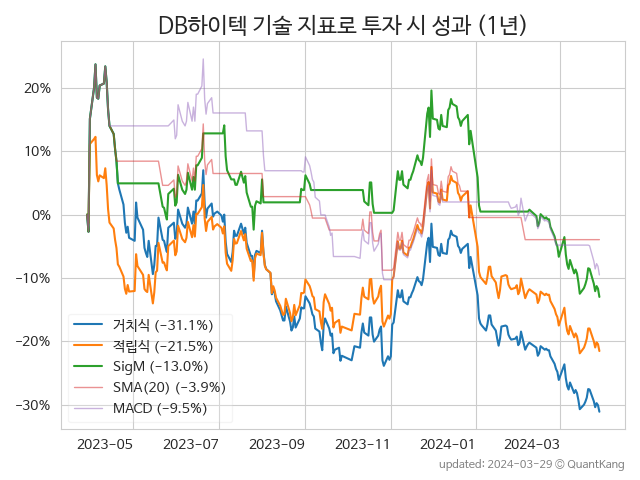 DB하이텍 기술 지표로 투자 시 성과 (1년)
20%
10%
0%
−10%
−20%
−30%
거치식 (−31.1%)
적립식 (−21.5%)
SigM (−13.0%)
SMA(20) (−3.9%)
MACD (−9.5%)
2023−05 2023−07 2023−09 2023−11 2024−01 2024−03
updated: 2024−03−29 © QuantKang